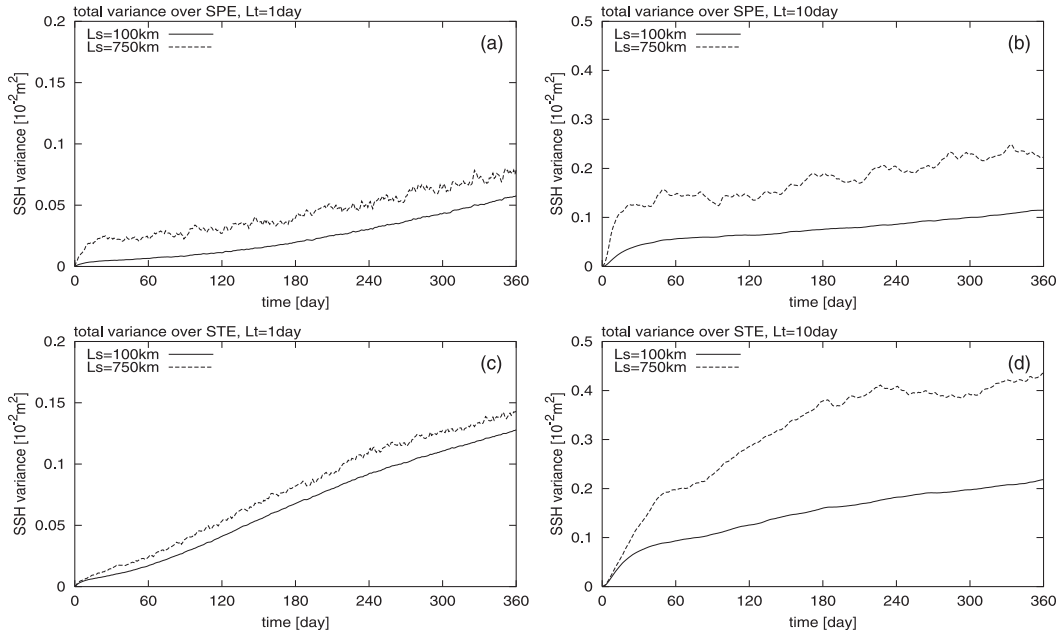 total variance over SPE, Lt=1day
0.2
0.15
0.1
0.05
0
SSH variance [10⁻²m²]
Ls=100km
Ls=750km
(a)
0 60 120 180 240 300 360
time [day]
total variance over SPE, Lt=10day
0.5
0.4
0.3
0.2
0.1
0
SSH variance [10⁻²m²]
Ls=100km
Ls=750km
(b)
0 60 120 180 240 300 360
time [day]
total variance over STE, Lt=1day
0.2
0.15
0.1
0.05
0
SSH variance [10⁻²m²]
Ls=100km
Ls=750km
(c)
0 60 120 180 240 300 360
time [day]
total variance over STE, Lt=10day
0.5
0.4
0.3
0.2
0.1
0
SSH variance [10⁻²m²]
Ls=100km
Ls=750km
(d)
0 60 120 180 240 300 360
time [day]